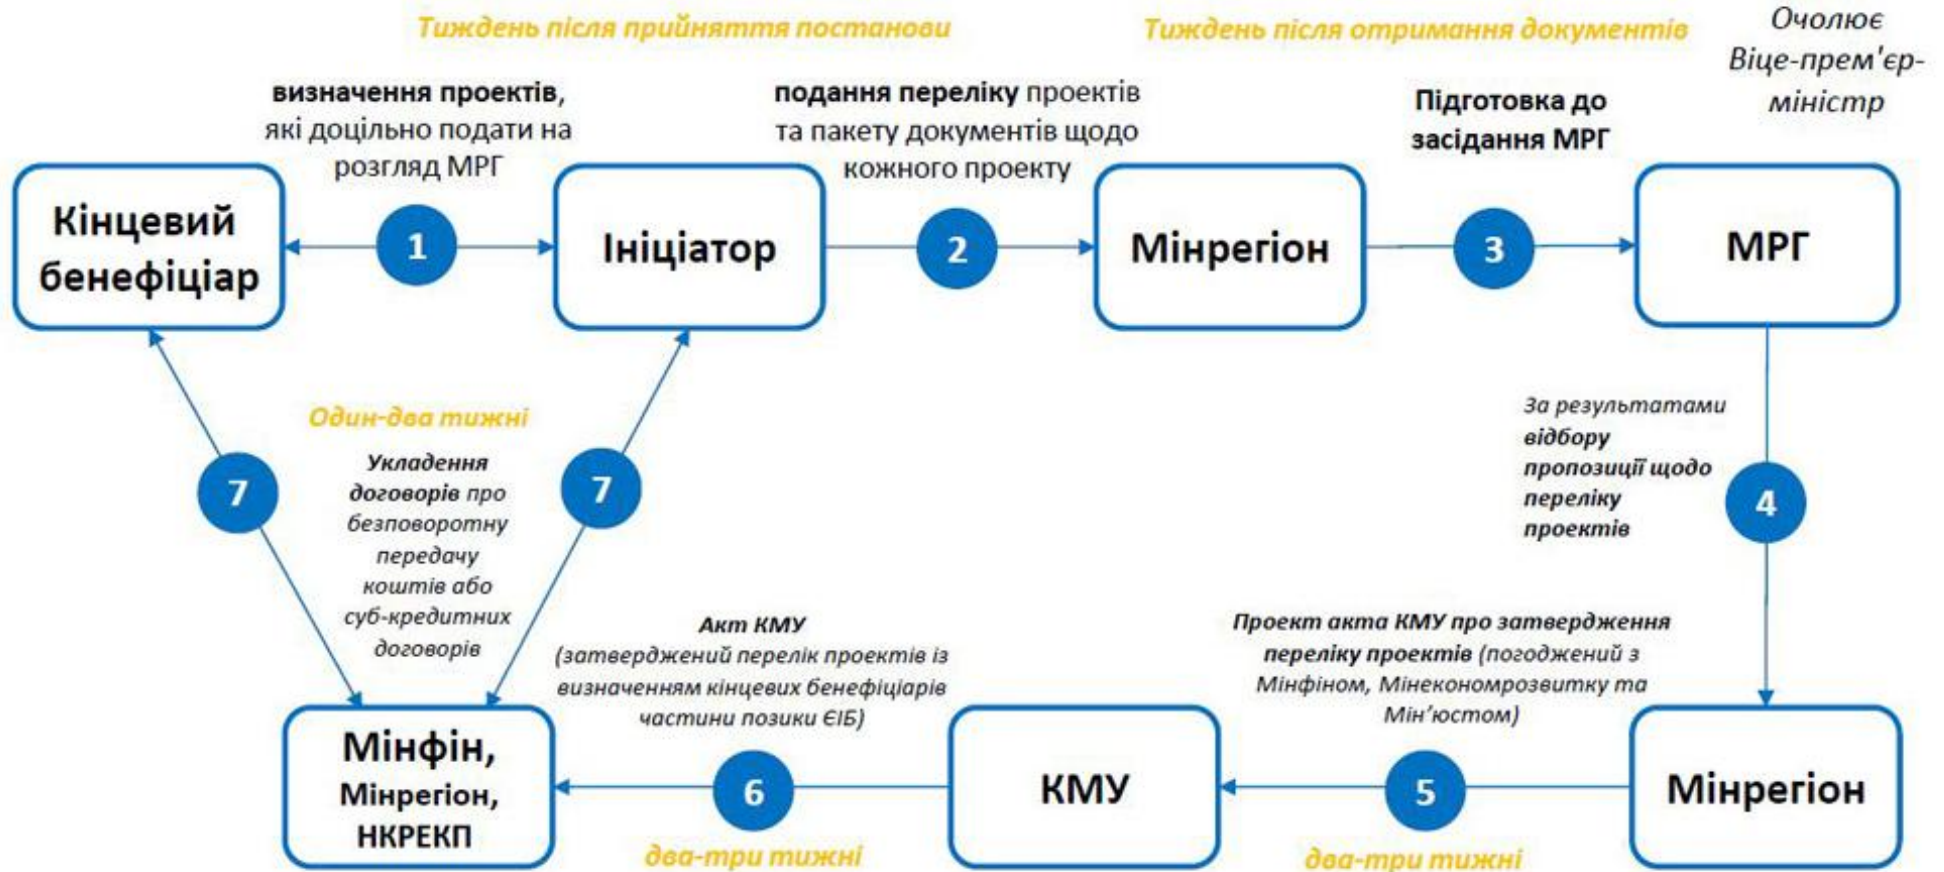 Тиждень після прийняття постанови
Тиждень після отримання документів
Очолює
Віце-прем'єр-
міністр
визначення проектів,
які доцільно подати на
розгляд МРГ
подання переліку проектів
та пакету документів щодо
кожного проекту
Підготовка до
засідання МРГ
Кінцевий
бенефіціар
1
Ініціатор
2
Мінрегіон
3
МРГ
Один-два тижні
7
Укладення
договорів про
безповоротну
передачу
коштів або
суб-кредитних
договорів
7
За результатами
відбору
пропозиції щодо
переліку
проектів
4
Акт КМУ
(затверджений перелік проектів із
визначенням кінцевих бенефіціарів
частини позики ЄІБ)
Проект акта КМУ про затвердження
переліку проектів (погоджений з
Мінфіном, Мінекономрозвитку та
Мін’юстом)
Мінфін,
Мінрегіон,
НКРЕКП
6
КМУ
5
Мінрегіон
два-три тижні
два-три тижні